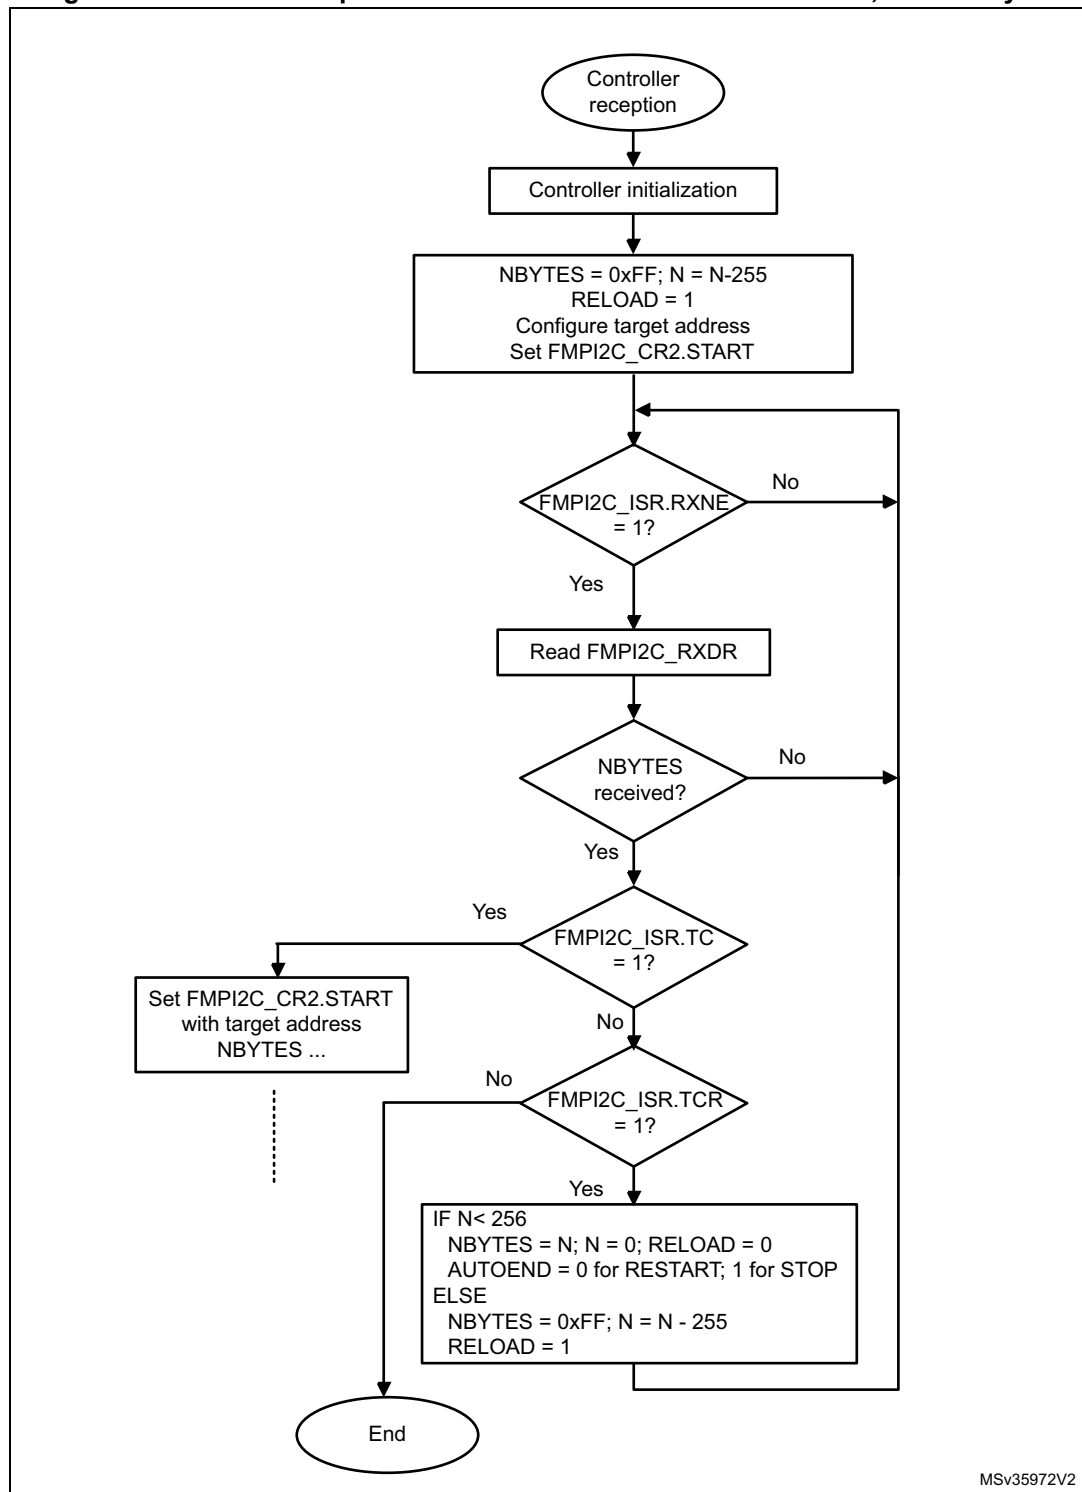 Controller
reception
Controller initialization
NBYTES = 0xFF; N = N-255
RELOAD = 1
Configure target address
Set FMPI2C_CR2.START
FMPI2C_ISR.RXNE
= 1?
No
Yes
Read FMPI2C_RXDR
NBYTES
received?
No
Yes
FMPI2C_ISR.TC
= 1?
Yes
Set FMPI2C_CR2.START
with target address
NBYTES ...
No
FMPI2C_ISR.TCR
= 1?
No
Yes
IF N< 256
NBYTES = N; N = 0; RELOAD = 0
AUTOEND = 0 for RESTART; 1 for STOP
ELSE
NBYTES = 0xFF; N = N - 255
RELOAD = 1
End
MSv35972V2